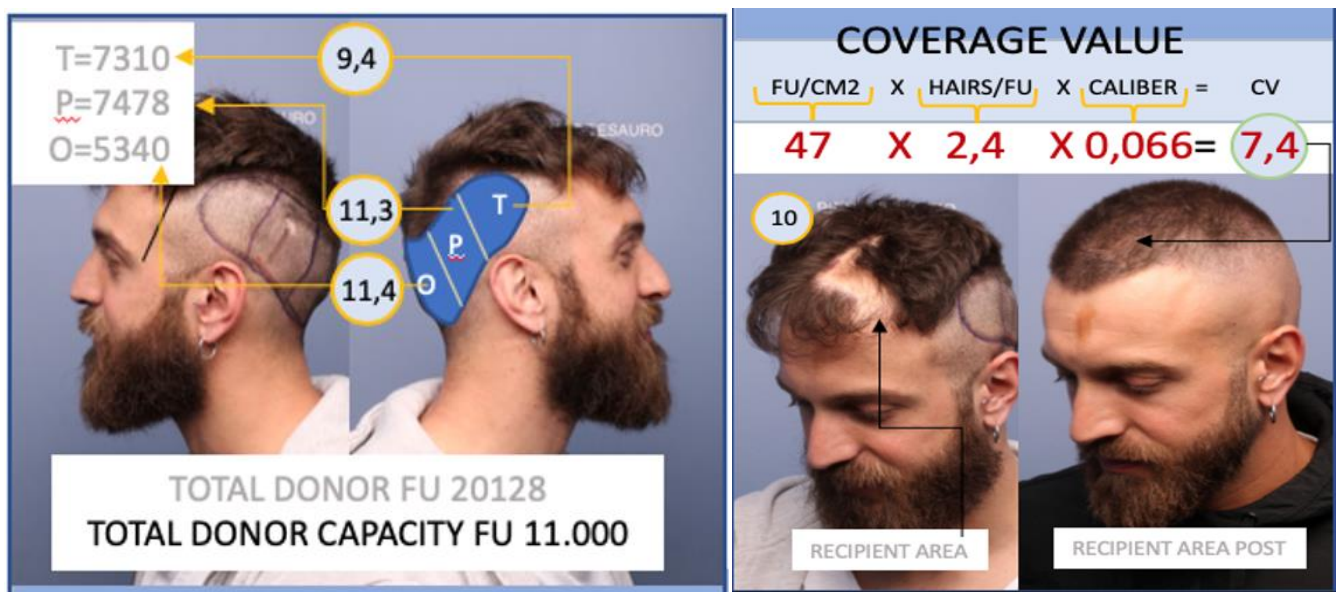 T=7310
P=7478
O=5340
9,4
11,3
11,4
T
P
O
TOTAL DONOR FU 20128
TOTAL DONOR CAPACITY FU 11.000
COVERAGE VALUE
FU/CM2 X HAIRS/FU X CALIBER = CV
47 X 2,4 X 0,066= 7,4
10
RECIPIENT AREA
RECIPIENT AREA POST